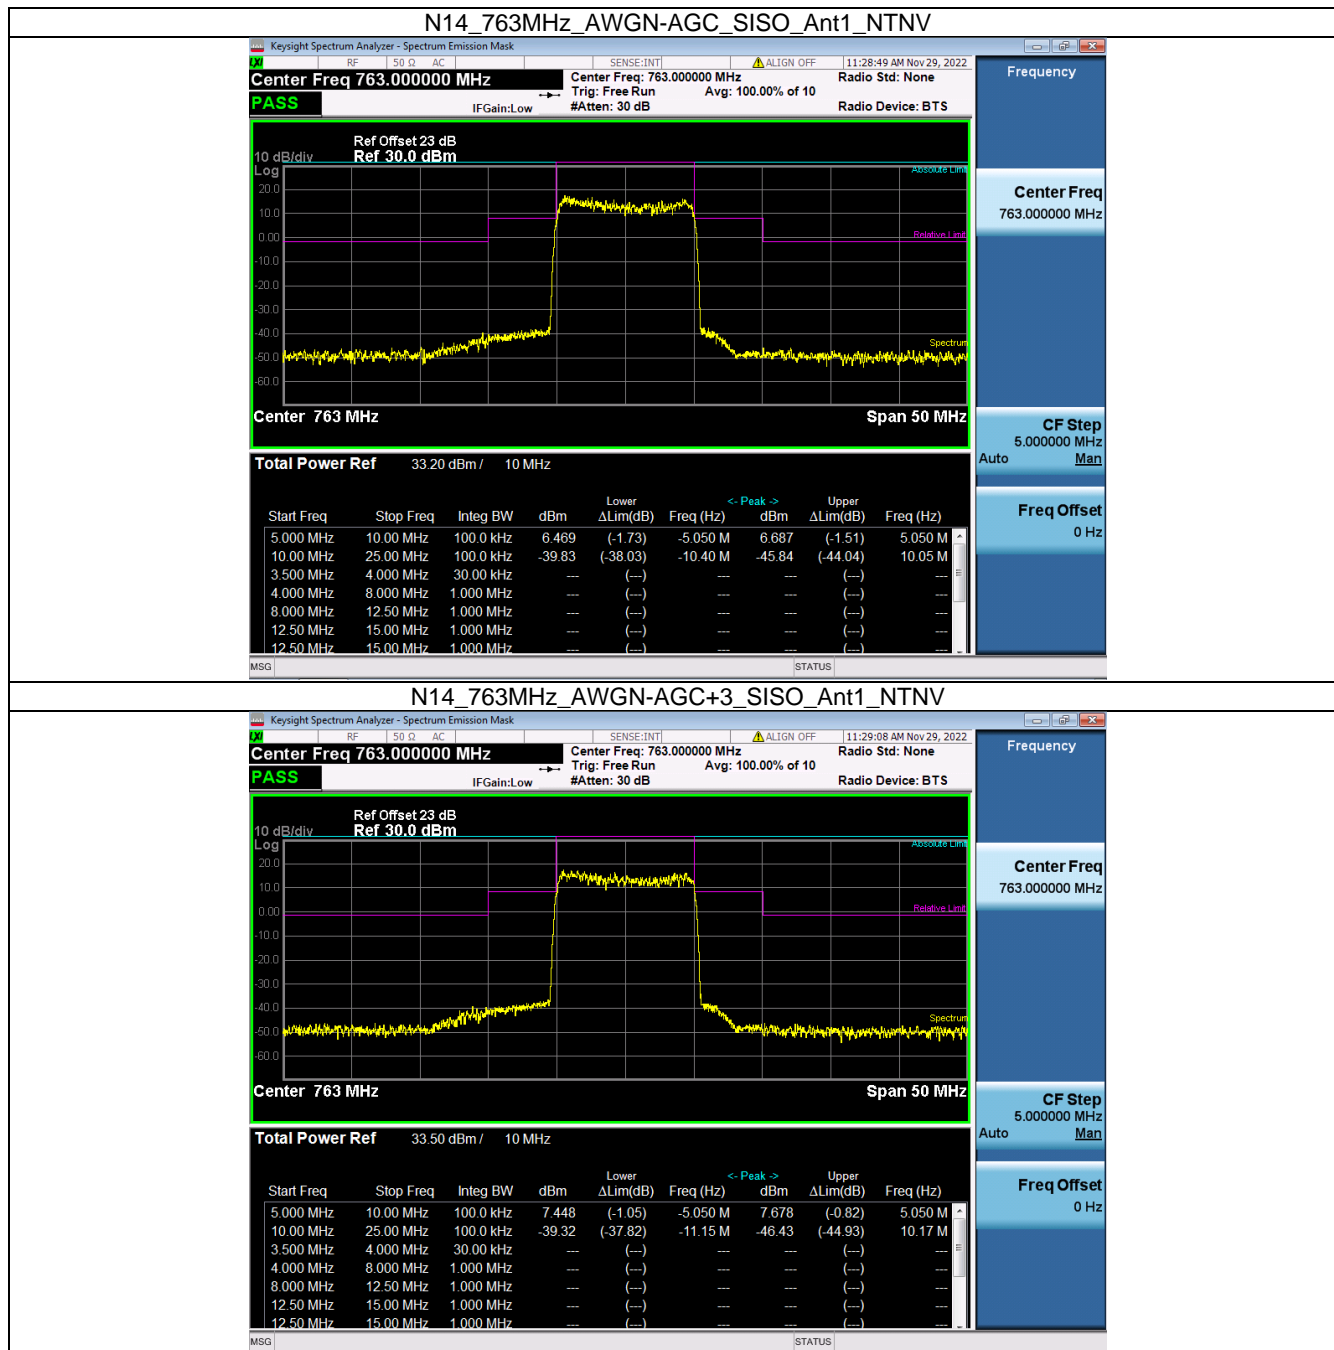 N14_763MHz_AWGN-AGC_SISO_Ant1_NTNV
Keysight Spectrum Analyzer - Spectrum Emission Mask
LXI RF 50 Ω AC SENSE:INT ALIGN OFF 11:28:49 AM Nov 29, 2022
Center Freq 763.000000 MHz Center Freq: 763.000000 MHz Radio Std: None
Trig: Free Run Avg: 100.00% of 10
PASS IFGain:Low #Atten: 30 dB Radio Device: BTS
Frequency
Ref Offset 23 dB
10 dB/div Ref 30.0 dBm
Log
Absolute Limit
20.0
10.0
0.00
Relative Limit
-10.0
-20.0
-30.0
-40.0
Spectrum
-50.0
-60.0
Center 763 MHz Span 50 MHz
Center Freq
763.000000 MHz
CF Step
5.000000 MHz
Auto Man
Freq Offset
0 Hz
Total Power Ref 33.20 dBm / 10 MHz
Lower <- Peak -> Upper
Start Freq Stop Freq Integ BW dBm ΔLim(dB) Freq (Hz) dBm ΔLim(dB) Freq (Hz)
5.000 MHz 10.00 MHz 100.0 kHz 6.469 (-1.73) -5.050 M 6.687 (-1.51) 5.050 M
10.00 MHz 25.00 MHz 100.0 kHz -39.83 (-38.03) -10.40 M -45.84 (-44.04) 10.05 M
3.500 MHz 4.000 MHz 30.00 kHz --- (---) --- --- (---) ---
4.000 MHz 8.000 MHz 1.000 MHz --- (---) --- --- (---) ---
8.000 MHz 12.50 MHz 1.000 MHz --- (---) --- --- (---) ---
12.50 MHz 15.00 MHz 1.000 MHz --- (---) --- --- (---) ---
12.50 MHz 15.00 MHz 1.000 MHz --- (---) --- --- (---) ---
MSG STATUS
N14_763MHz_AWGN-AGC+3_SISO_Ant1_NTNV
Keysight Spectrum Analyzer - Spectrum Emission Mask
LXI RF 50 Ω AC SENSE:INT ALIGN OFF 11:29:08 AM Nov 29, 2022
Center Freq 763.000000 MHz Center Freq: 763.000000 MHz Radio Std: None
Trig: Free Run Avg: 100.00% of 10
PASS IFGain:Low #Atten: 30 dB Radio Device: BTS
Frequency
Ref Offset 23 dB
10 dB/div Ref 30.0 dBm
Log
Absolute Limit
20.0
10.0
0.00
Relative Limit
-10.0
-20.0
-30.0
-40.0
Spectrum
-50.0
-60.0
Center 763 MHz Span 50 MHz
Center Freq
763.000000 MHz
CF Step
5.000000 MHz
Auto Man
Freq Offset
0 Hz
Total Power Ref 33.50 dBm / 10 MHz
Lower <- Peak -> Upper
Start Freq Stop Freq Integ BW dBm ΔLim(dB) Freq (Hz) dBm ΔLim(dB) Freq (Hz)
5.000 MHz 10.00 MHz 100.0 kHz 7.448 (-1.05) -5.050 M 7.678 (-0.82) 5.050 M
10.00 MHz 25.00 MHz 100.0 kHz -39.32 (-37.82) -11.15 M -46.43 (-44.93) 10.17 M
3.500 MHz 4.000 MHz 30.00 kHz --- (---) --- --- (---) ---
4.000 MHz 8.000 MHz 1.000 MHz --- (---) --- --- (---) ---
8.000 MHz 12.50 MHz 1.000 MHz --- (---) --- --- (---) ---
12.50 MHz 15.00 MHz 1.000 MHz --- (---) --- --- (---) ---
12.50 MHz 15.00 MHz 1.000 MHz --- (---) --- --- (---) ---
MSG STATUS